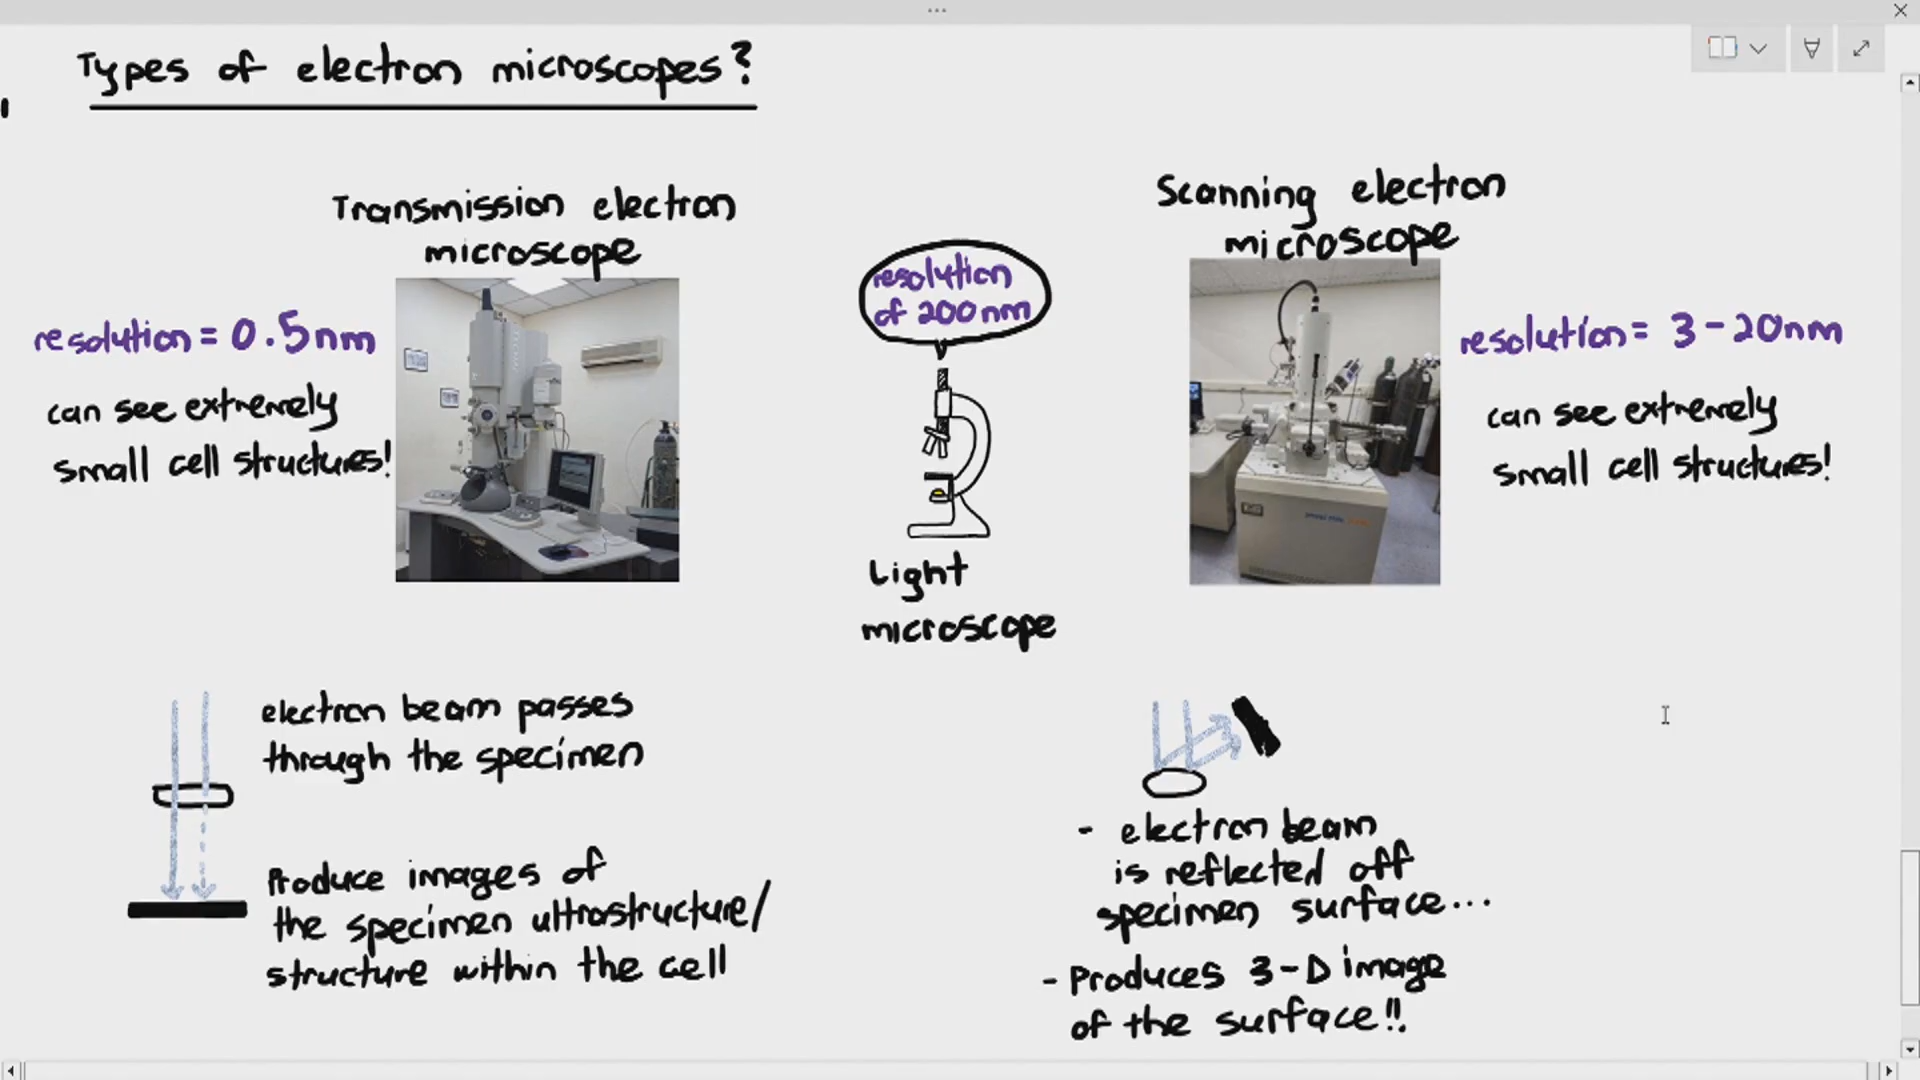 Types of electron microscopes?
Transmission electron
microscope
resolution = 0.5nm
can see extremely
small cell structures!
resolution
of 200nm
Light
microscope
Scanning electron
microscope
resolution = 3-20nm
can see extremely
small cell structures!
electron beam passes
through the specimen
Produce images of
the specimen ultrastructure/
structure within the cell
- electron beam
is reflected off
specimen surface...
- Produces 3-D image
of the surface!!